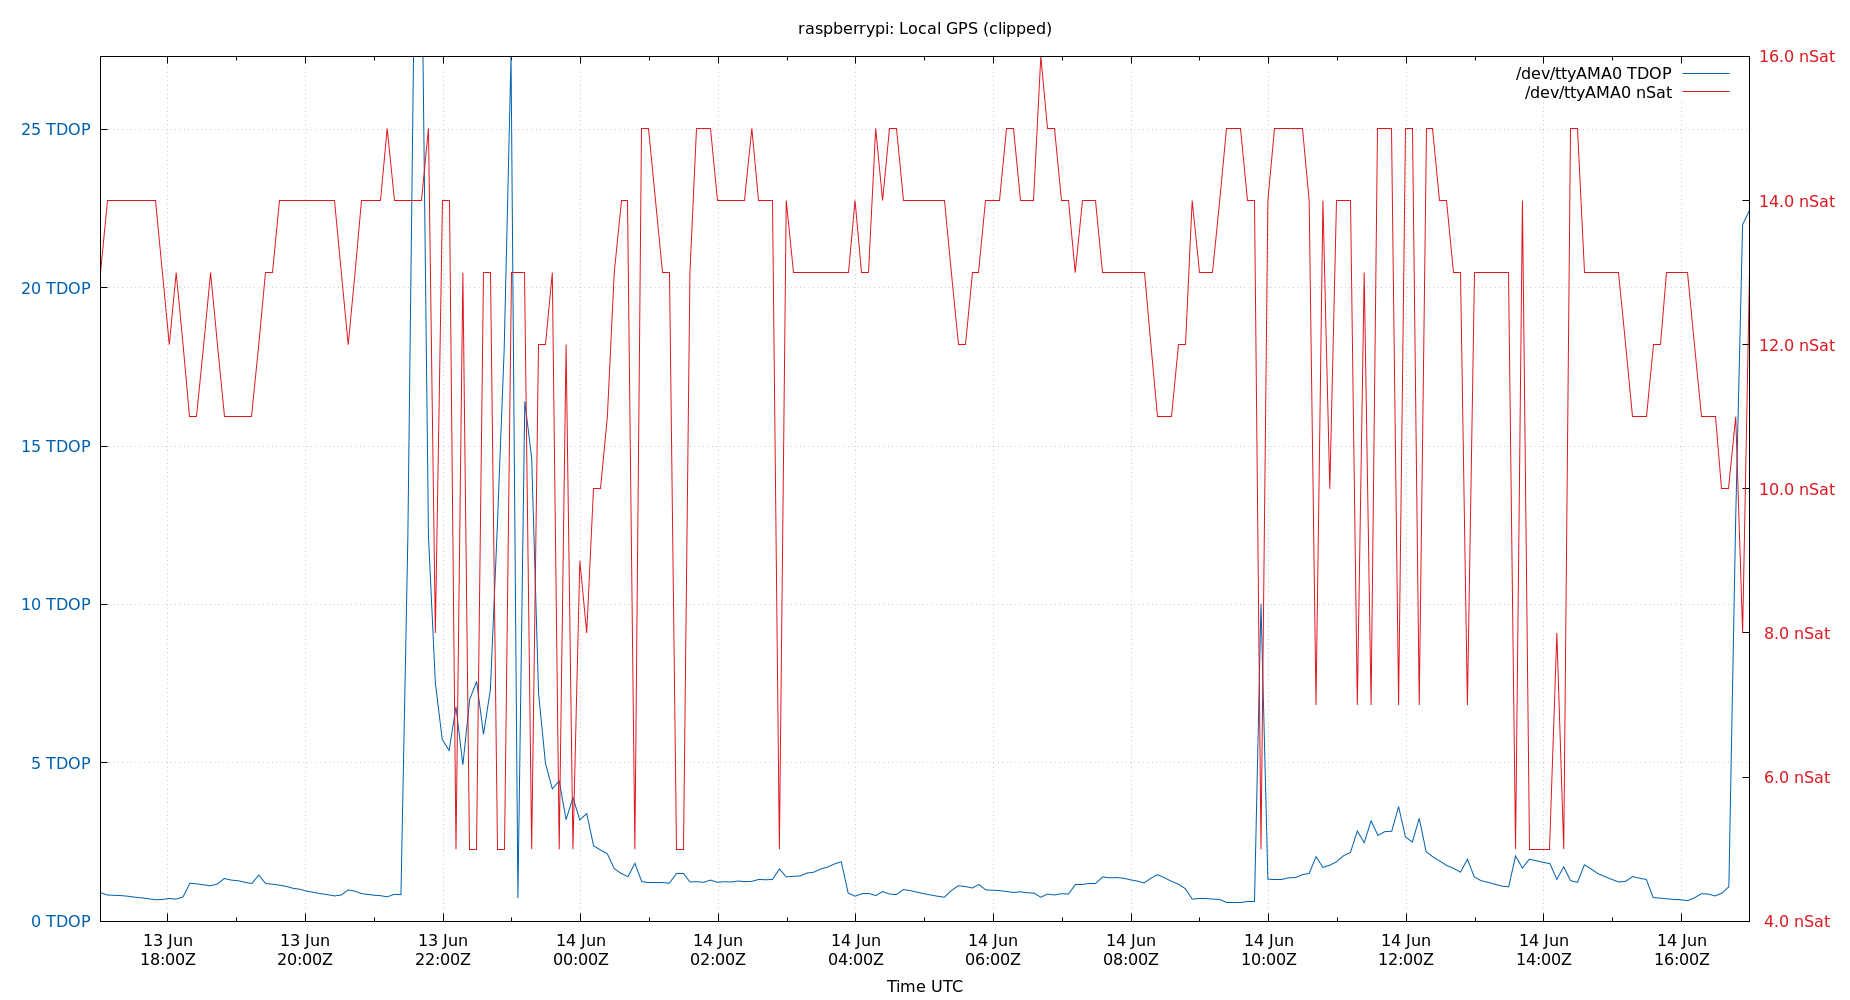 raspberrypi: Local GPS (clipped)
16.0 nSat
/dev/ttyAMA0 TDOP
/dev/ttyAMA0 nSat
25 TDOP
14.0 nSat
20 TDOP
12.0 nSat
15 TDOP
10.0 nSat
10 TDOP
8.0 nSat
5 TDOP
6.0 nSat
0 TDOP
4.0 nSat
13 Jun 13 Jun 13 Jun 14 Jun 14 Jun 14 Jun 14 Jun 14 Jun 14 Jun 14 Jun 14 Jun 14 Jun
18:00Z 20:00Z 22:00Z 00:00Z 02:00Z 04:00Z 06:00Z 08:00Z 10:00Z 12:00Z 14:00Z 16:00Z
Time UTC